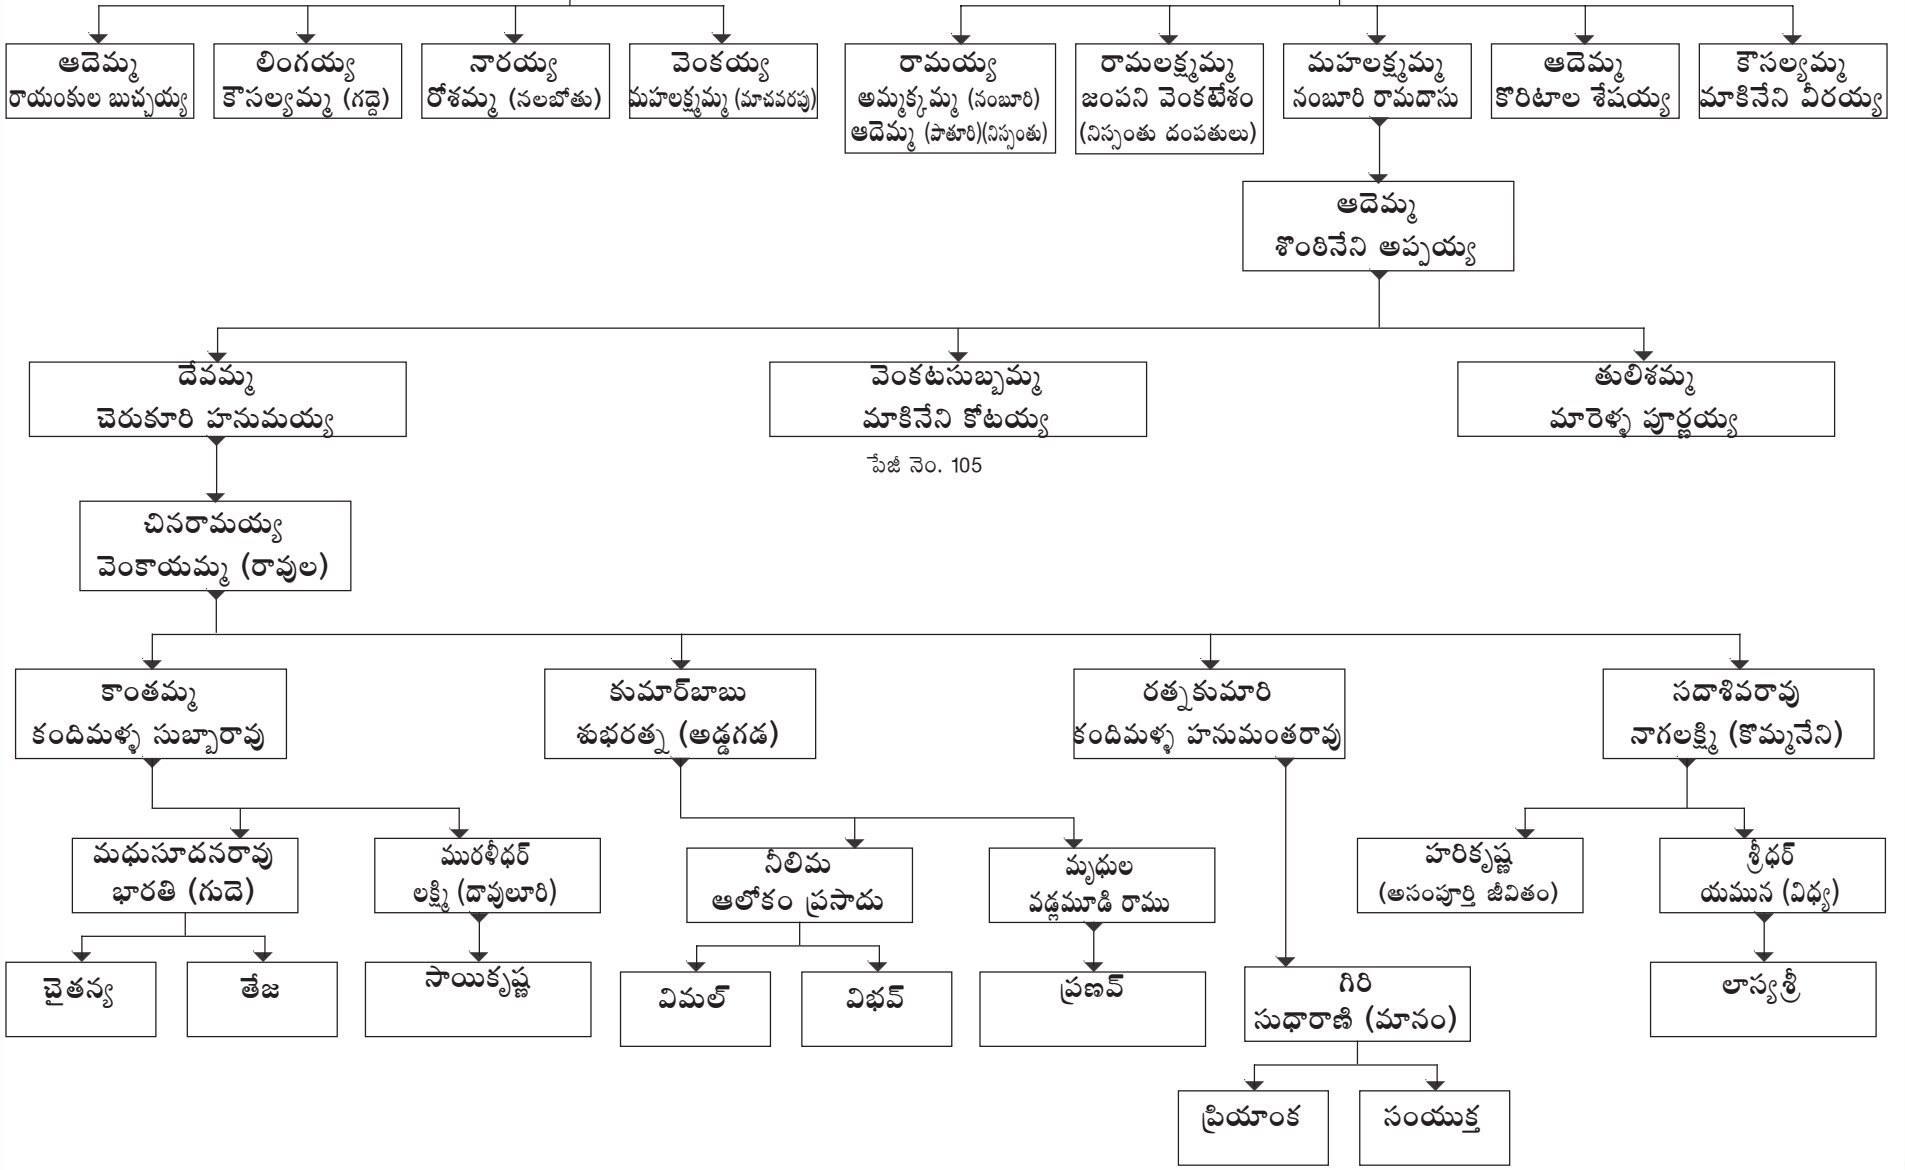 ఆదెమ్మ
రాయంకుల బుచ్చయ్య
లింగయ్య
కౌసల్యమ్మ (గద్దె)
నారయ్య
రోశమ్మ (నలబోతు)
వెంకయ్య
మహలక్ష్మమ్మ (మాచవరపు)
రామయ్య
అమ్మక్కమ్మ (నంబూరి)
ఆదెమ్మ (పాతూరి)(నిస్సంతు)
రామలక్ష్మమ్మ
జంపని వెంకటేశం
(నిస్సంతు దంపతులు)
మహలక్ష్మమ్మ
నంబూరి రామదాసు
ఆదెమ్మ
కొరిటాల శేషయ్య
కౌసల్యమ్మ
మాకినేని వీరయ్య
ఆదెమ్మ
శొంఠినేని అప్పయ్య
దేవమ్మ
చెరుకూరి హనుమయ్య
వెంకటసుబ్బమ్మ
మాకినేని కోటయ్య
పేజీ నెం. 105
తులిశమ్మ
మారెళ్ళ పూర్ణయ్య
చినరామయ్య
వెంకాయమ్మ (రావుల)
కాంతమ్మ
కందిమళ్ళ సుబ్బారావు
కుమార్‌బాబు
శుభరత్న (అడ్డగడ)
రత్నకుమారి
కందిమళ్ళ హనుమంతరావు
సదాశివరావు
నాగలక్ష్మి (కొమ్మనేని)
మధుసూదనరావు
భారతి (గుదె)
మురళీధర్
లక్ష్మి (దావులూరి)
నీలిమ
ఆలోకం ప్రసాదు
మృధుల
వడ్లమూడి రాము
హరికృష్ణ
(అసంపూర్తి జీవితం)
శ్రీధర్
యమున (విధ్య)
చైతన్య
తేజ
సాయికృష్ణ
విమల్
విభవ్
ప్రణవ్
గిరి
సుధారాణి (మానం)
లాస్యశ్రీ
ప్రియాంక
సంయుక్త